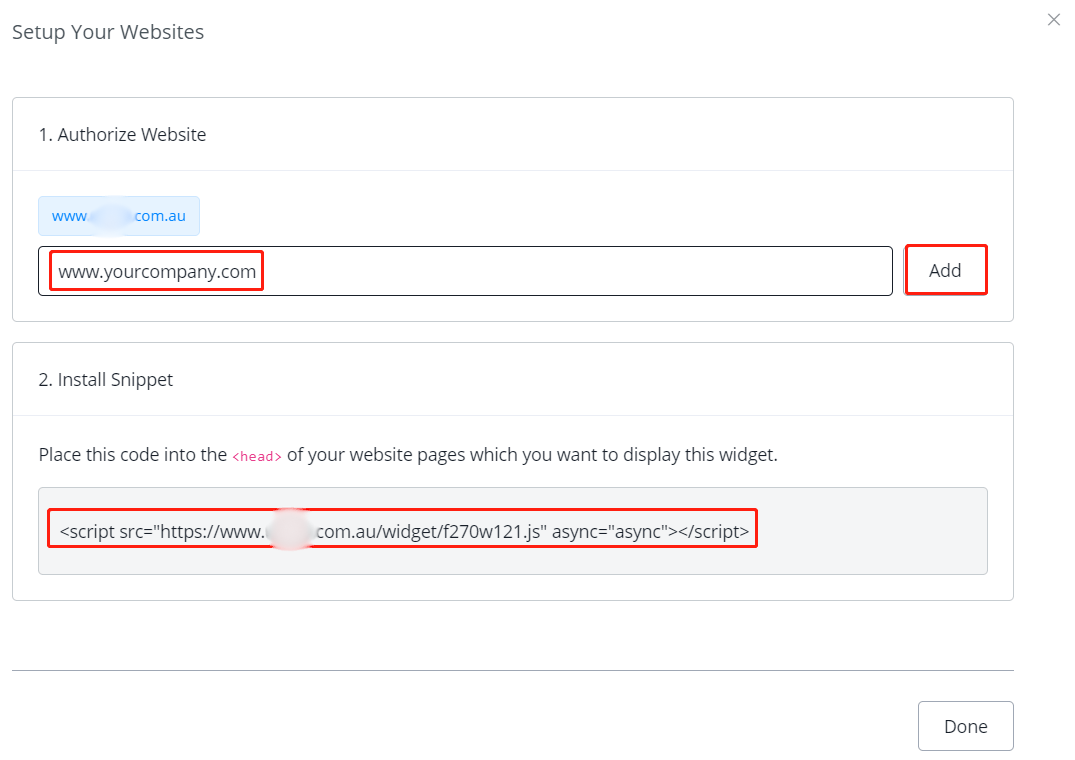 Setup Your Websites
1. Authorize Website
www. .com.au
www.yourcompany.com
Add
2. Install Snippet
Place this code into the <head> of your website pages which you want to display this widget.
<script src="https://www. .com.au/widget/f270w121.js" async="async"></script>
Done